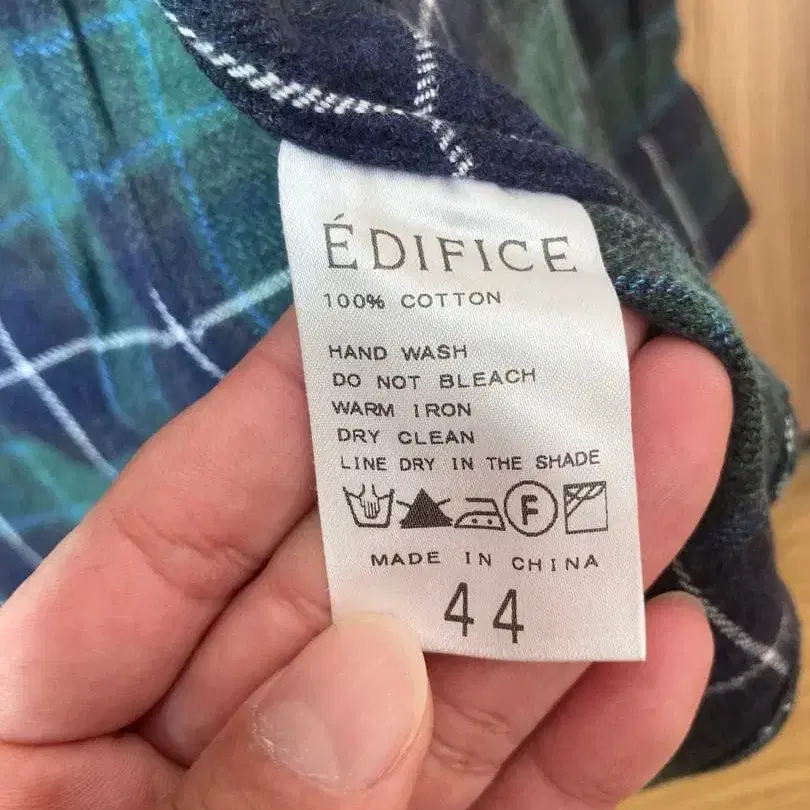 ÉDIFICE
100% COTTON
HAND WASH
DO NOT BLEACH
WARM IRON
DRY CLEAN
LINE DRY IN THE SHADE
F
MADE IN CHINA
44